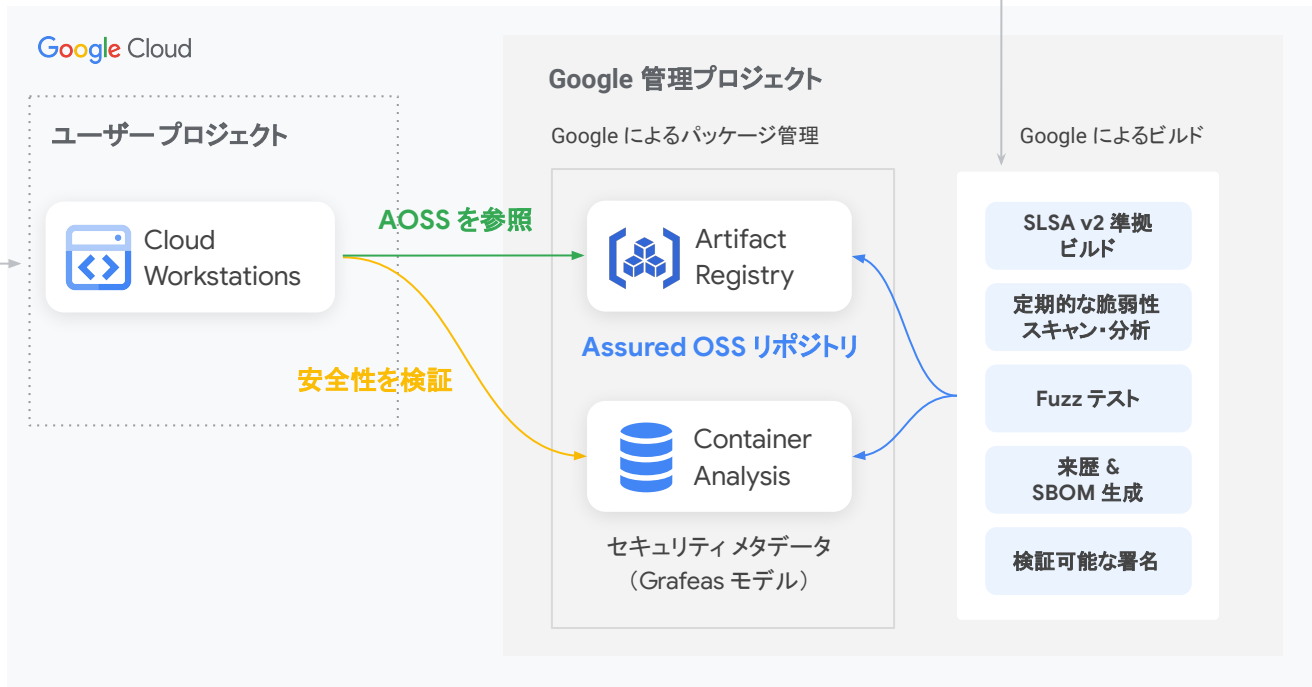 Google Cloud
ユーザー プロジェクト
Cloud
Workstations
AOSS を参照
安全性を検証
Google 管理プロジェクト
Google によるパッケージ管理
Artifact
Registry
Assured OSS リポジトリ
Container
Analysis
セキュリティ メタデータ
（Grafeas モデル）
Google によるビルド
SLSA v2 準拠
ビルド
定期的な脆弱性
スキャン・分析
Fuzz テスト
来歴 &
SBOM 生成
検証可能な署名